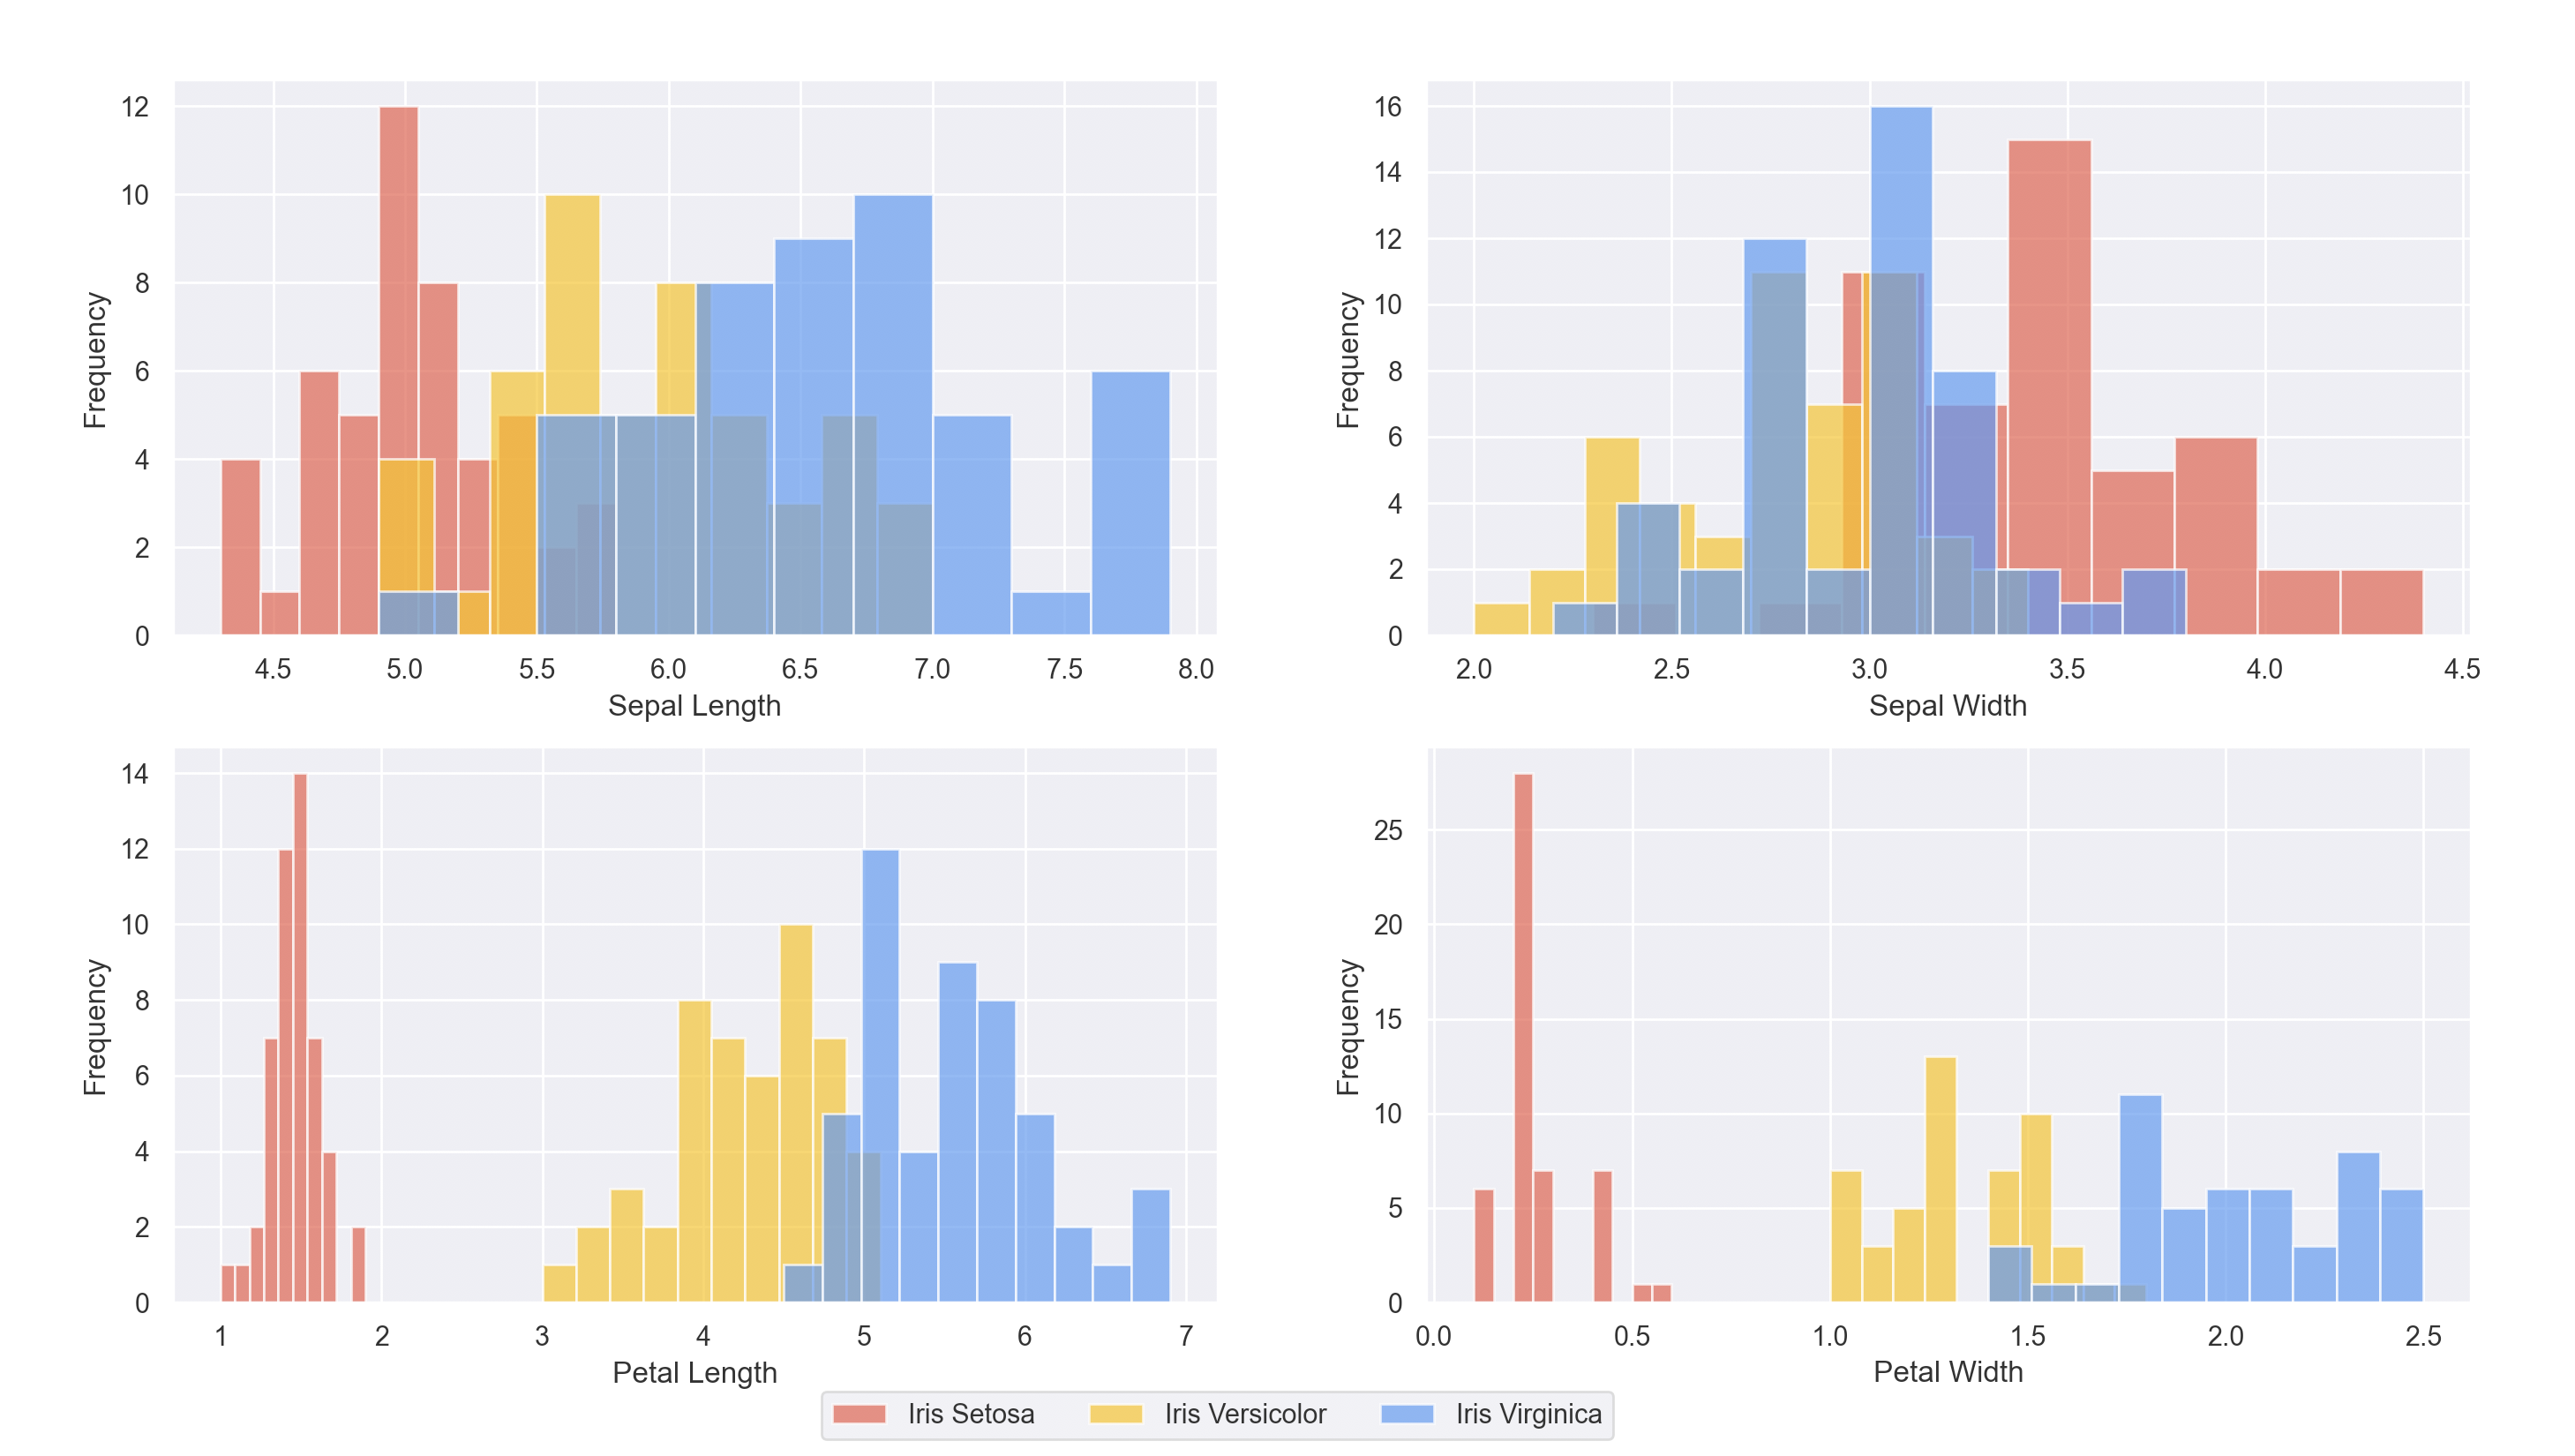 12
10
8
6
4
2
0
Frequency
4.5 5.0 5.5 6.0 6.5 7.0 7.5 8.0
Sepal Length
16
14
12
10
8
6
4
2
0
Frequency
2.0 2.5 3.0 3.5 4.0 4.5
Sepal Width
14
12
10
8
6
4
2
0
Frequency
1 2 3 4 5 6 7
Petal Length
25
20
15
10
5
0
Frequency
0.0 0.5 1.0 1.5 2.0 2.5
Petal Width
Iris Setosa Iris Versicolor Iris Virginica